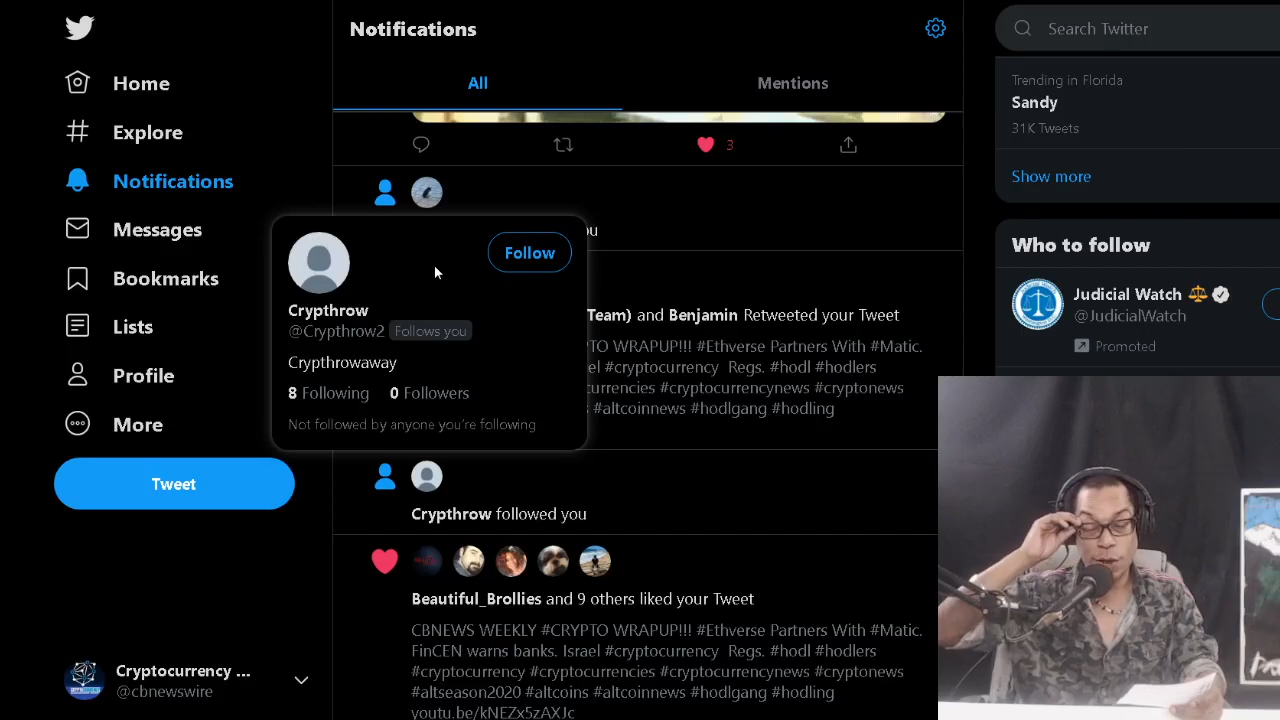 Home
Explore
Notifications
Messages
Bookmarks
Lists
Profile
More
Tweet
Cryptocurrency ...
@cbnewswire
Notifications
All
Mentions
3
Follow
Crypthrow
@Crypthrow2 Follows you
Crypthrowaway
8 Following 0 Followers
Not followed by anyone you're following
Team) and Benjamin Retweeted your Tweet
WRAPUP!!! #Ethverse Partners With #Matic.
#cryptocurrency Regs. #hodl #hodlers
#cryptocurrencynews #cryptonews
#altcoinnews #hodlgang #hodling
Crypthrow followed you
Beautiful_Brollies and 9 others liked your Tweet
CBNEWS WEEKLY #CRYPTO WRAPUP!!! #Ethverse Partners With #Matic.
FinCEN warns banks. Israel #cryptocurrency Regs. #hodl #hodlers
#cryptocurrency #cryptocurrencies #cryptocurrencynews #cryptonews
#altseason2020 #altcoins #altcoinnews #hodlgang #hodling
youtu.be/kNEZx5zAXJc
Search Twitter
Trending in Florida
Sandy
31K Tweets
Show more
Who to follow
Judicial Watch
@JudicialWatch
Promoted